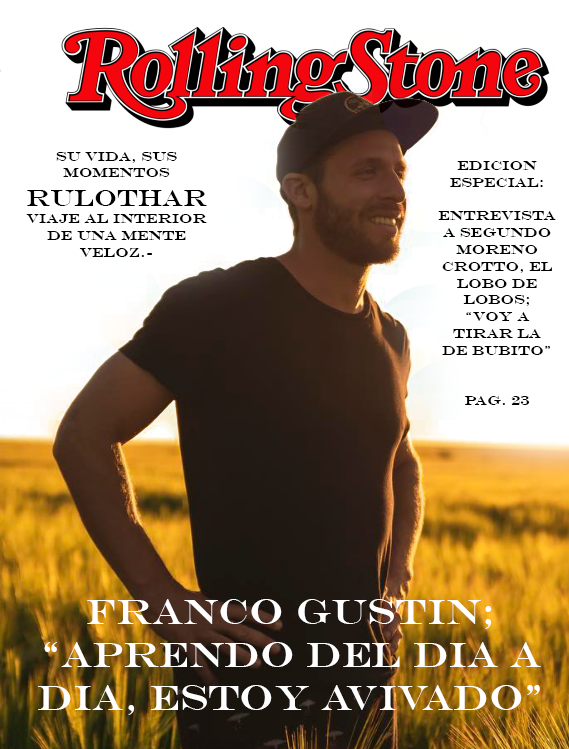 RollingStone
SU VIDA, SUS
MOMENTOS
RULOTHAR
VIAJE AL INTERIOR
DE UNA MENTE
VELOZ.-
EDICION
ESPECIAL:
ENTREVISTA
A SEGUNDO
MORENO
CROTTO, EL
LOBO DE
LOBOS;
“VOY A
TIRAR LA
DE BUBITO”
PAG. 23
FRANCO GUSTIN;
“APRENDO DEL DIA A
DIA, ESTOY AVIVADO”